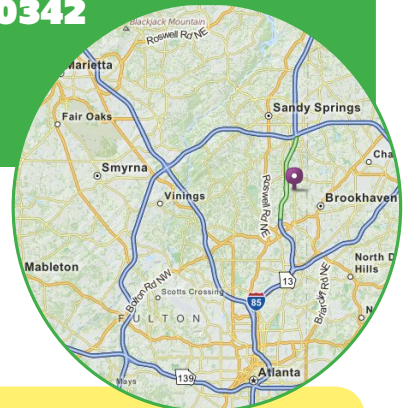 0342
Blackjack Mountain
Roswell Rd NE
Marietta
Sandy Springs
Fair Oaks
Cha
Smyrna
Vinings
Roswell Rd NE
Brookhaven
Mableton
Bolton Rd NW
Scotts Crossing
North D
Hills
13
85
Briarcliff Rd NE
FULTON
N
Atlanta
139
Mays